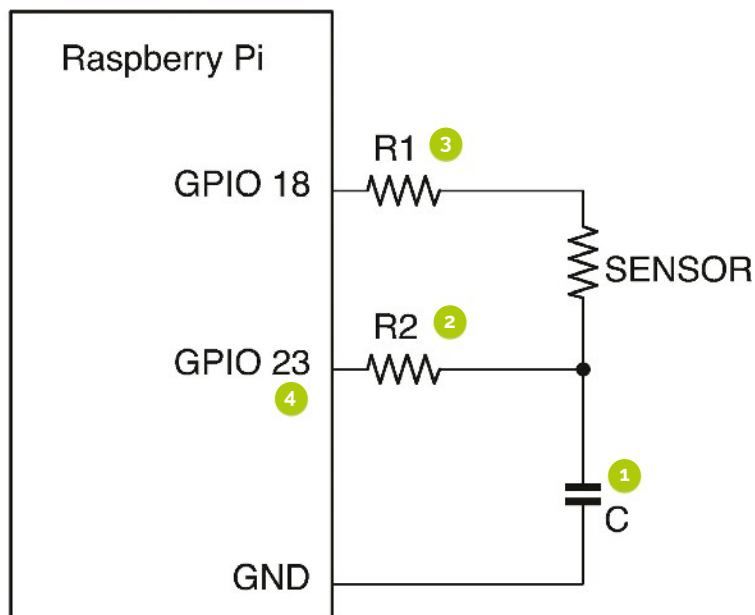 Raspberry Pi
R1 3
GPIO 18
SENSOR
R2 2
GPIO 23
4
1
C
GND